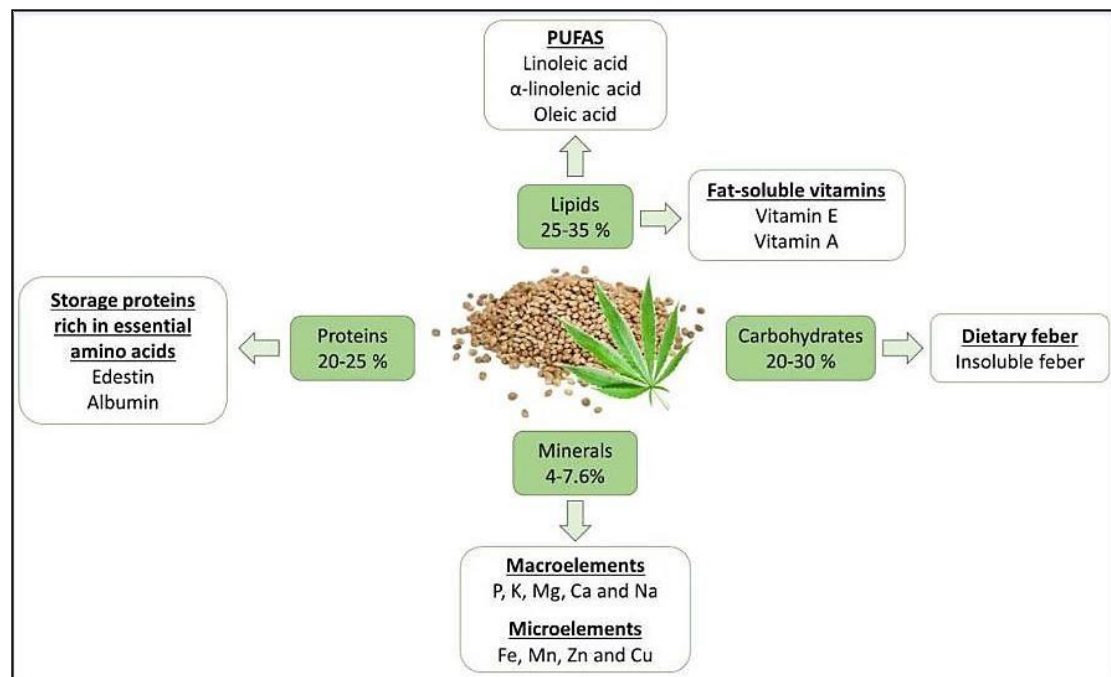 PUFAS
Linoleic acid
α-linolenic acid
Oleic acid
Lipids
25-35 %
Fat-soluble vitamins
Vitamin E
Vitamin A
Storage proteins
rich in essential
amino acids
Edestin
Albumin
Proteins
20-25 %
Carbohydrates
20-30 %
Dietary feber
Insoluble feber
Minerals
4-7.6%
Macroelements
P, K, Mg, Ca and Na
Microelements
Fe, Mn, Zn and Cu